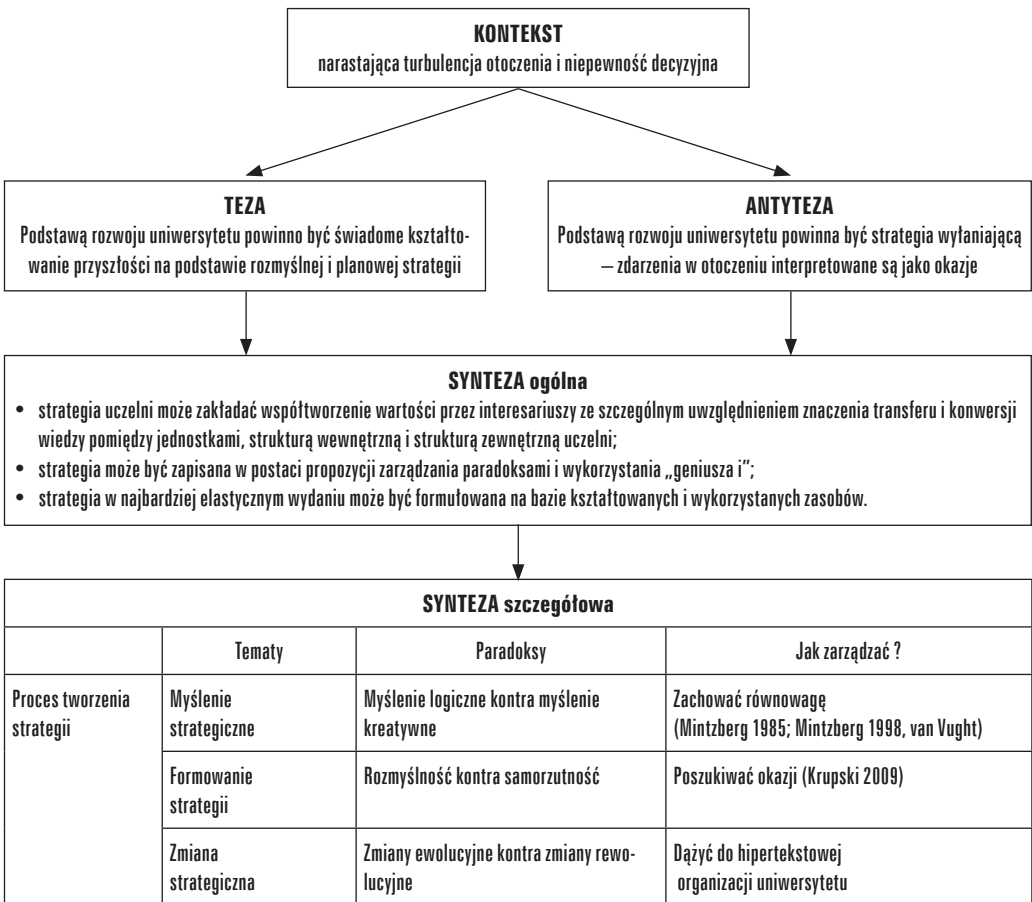 KONTEKST
narastająca turbulencja otoczenia i niepewność decyzyjna
TEZA
Podstawą rozwoju uniwersytetu powinno być świadome kształto-
wanie przyszłości na podstawie rozmyślnej i planowej strategii
ANTYTEZA
Podstawą rozwoju uniwersytetu powinna być strategia wyłaniającą
– zdarzenia w otoczeniu interpretowane są jako okazje
SYNTEZA ogólna
• strategia uczelni może zakładać współtworzenie wartości przez interesariuszy ze szczególnym uwzględnieniem znaczenia transferu i konwersji
wiedzy pomiędzy jednostkami, strukturą wewnętrzną i strukturą zewnętrzną uczelni;
• strategia może być zapisana w postaci propozycji zarządzania paradoksami i wykorzystania „geniusza i”;
• strategia w najbardziej elastycznym wydaniu może być formułowana na bazie kształtowanych i wykorzystanych zasobów.
SYNTEZA szczegółowa
Tematy
Paradoksy
Jak zarządzać ?
Proces tworzenia
strategii
Myślenie
strategiczne
Myślenie logiczne kontra myślenie
kreatywne
Zachować równowagę
(Mintzberg 1985; Mintzberg 1998, van Vught)
Formowanie
strategii
Rozmyślność kontra samorzutność
Poszukiwać okazji (Krupski 2009)
Zmiana
strategiczna
Zmiany ewolucyjne kontra zmiany rewo-
lucyjne
Dążyć do hipertekstowej
organizacji uniwersytetu